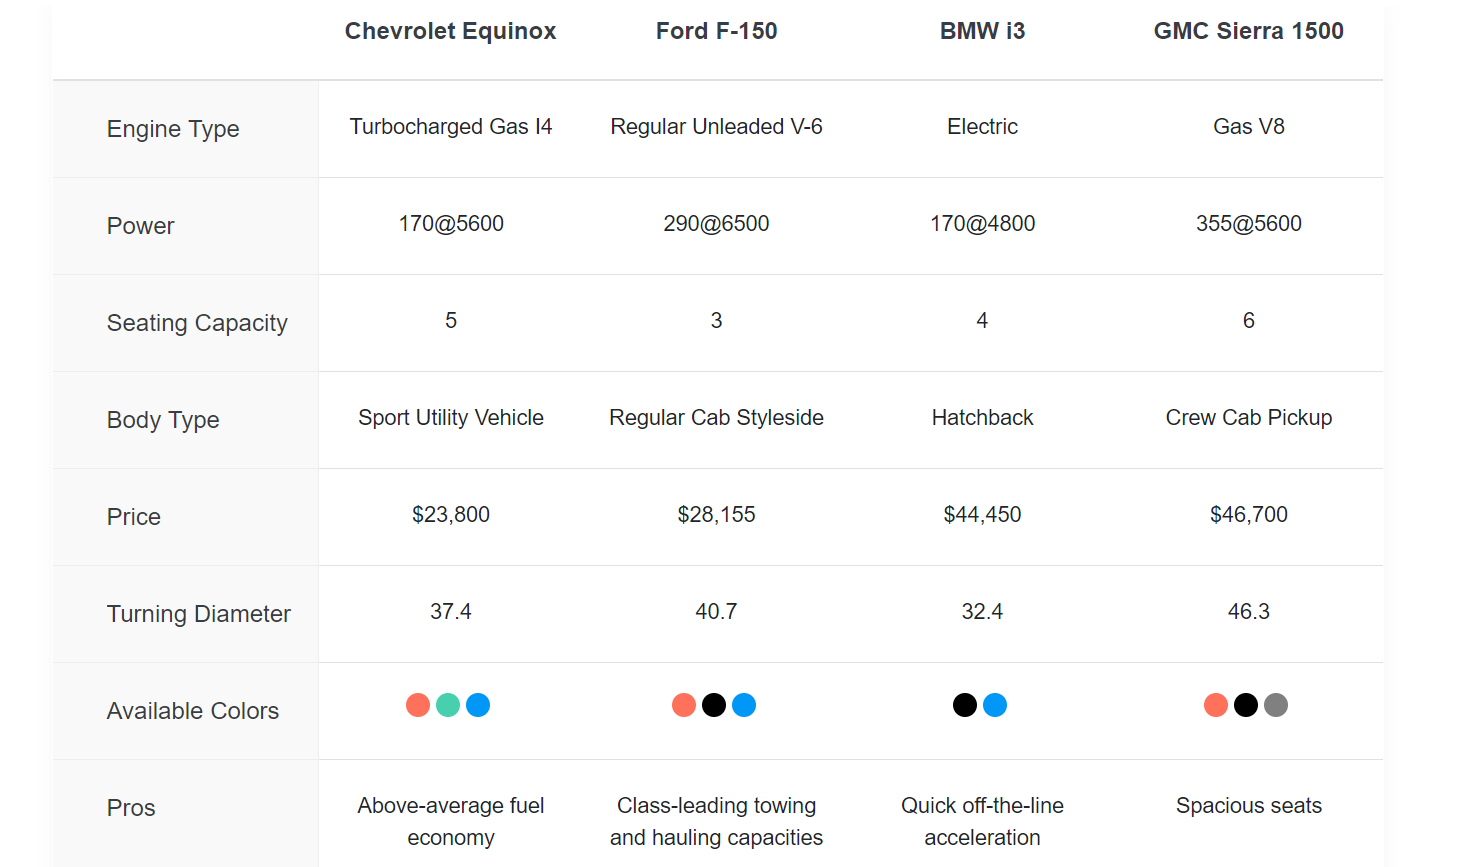 Chevrolet Equinox Ford F-150 BMW i3 GMC Sierra 1500
Engine Type Turbocharged Gas I4 Regular Unleaded V-6 Electric Gas V8
Power 170@5600 290@6500 170@4800 355@5600
Seating Capacity 5 3 4 6
Body Type Sport Utility Vehicle Regular Cab Styleside Hatchback Crew Cab Pickup
Price $23,800 $28,155 $44,450 $46,700
Turning Diameter 37.4 40.7 32.4 46.3
Available Colors
Pros Above-average fuel Class-leading towing Quick off-the-line Spacious seats
economy and hauling capacities acceleration